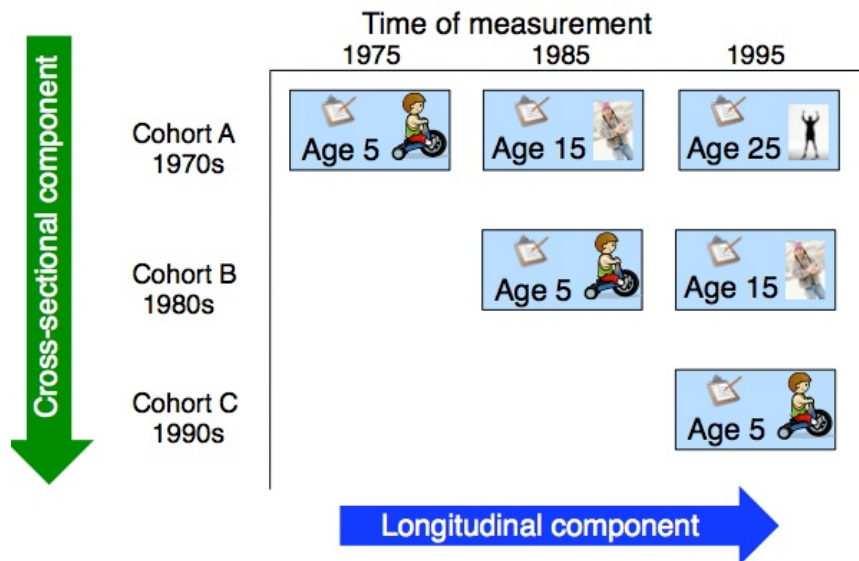 Time of measurement
1975 1985 1995
Cross-sectional component
Cohort A
1970s
Age 5 Age 15 Age 25
Cohort B
1980s
Age 5 Age 15
Cohort C
1990s
Age 5
Longitudinal component